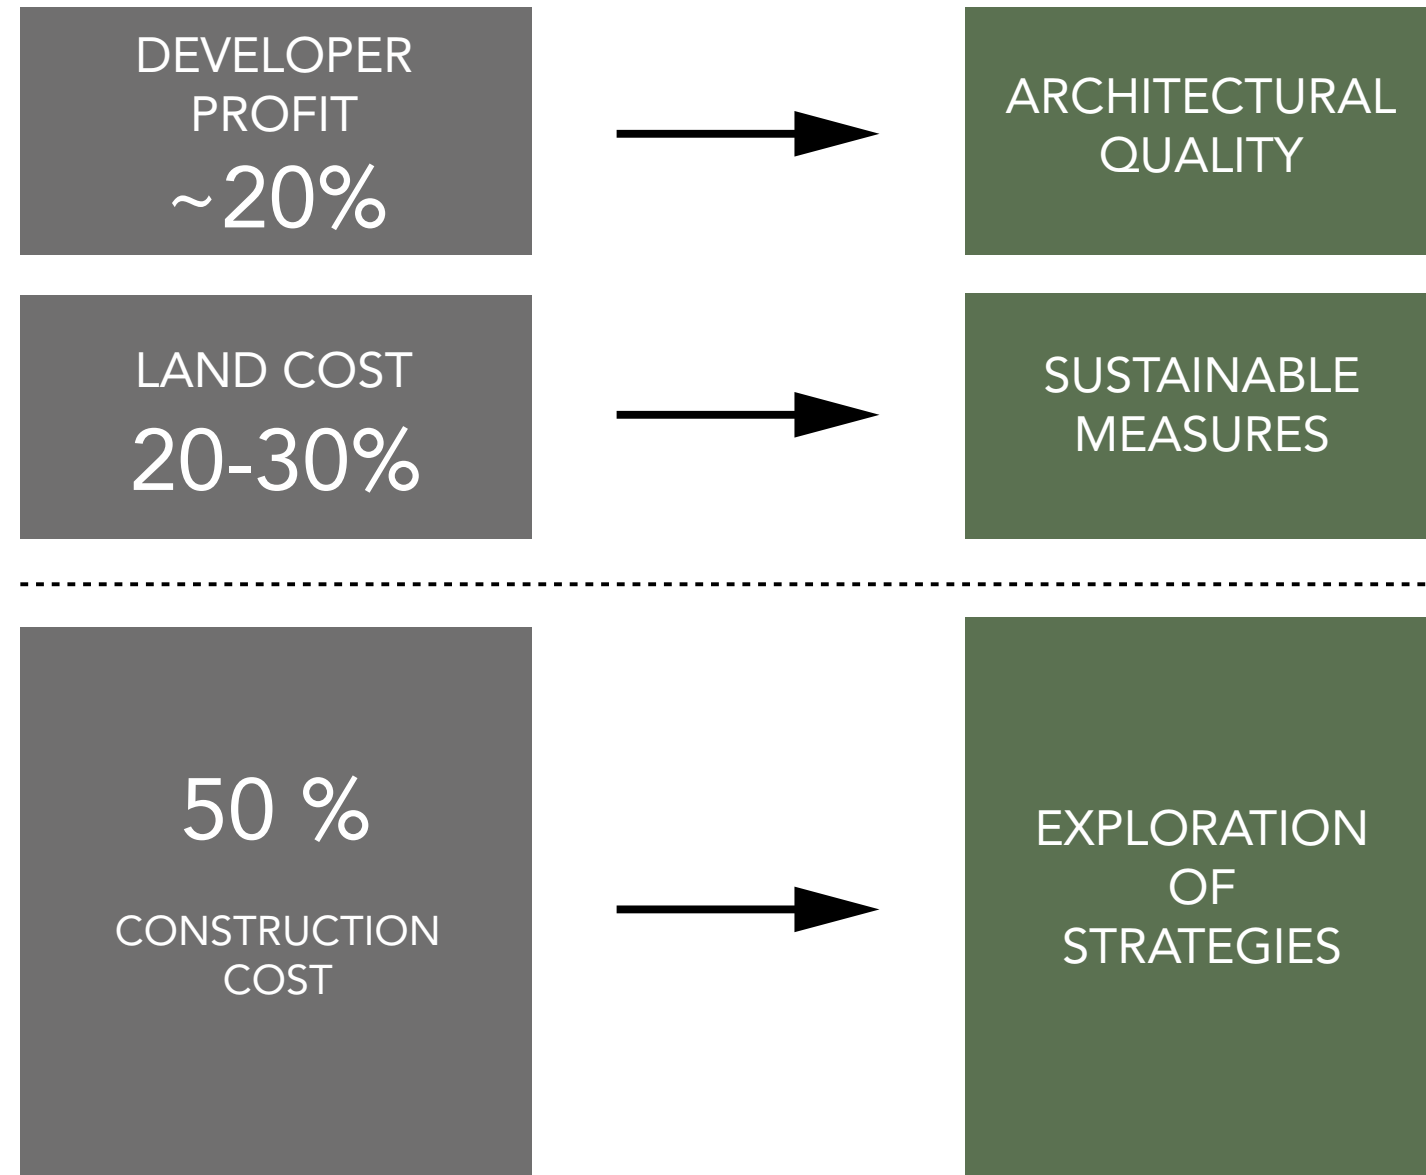 DEVELOPER
PROFIT
~20%
ARCHITECTURAL
QUALITY
LAND COST
20-30%
SUSTAINABLE
MEASURES
50 %
CONSTRUCTION
COST
EXPLORATION
OF
STRATEGIES